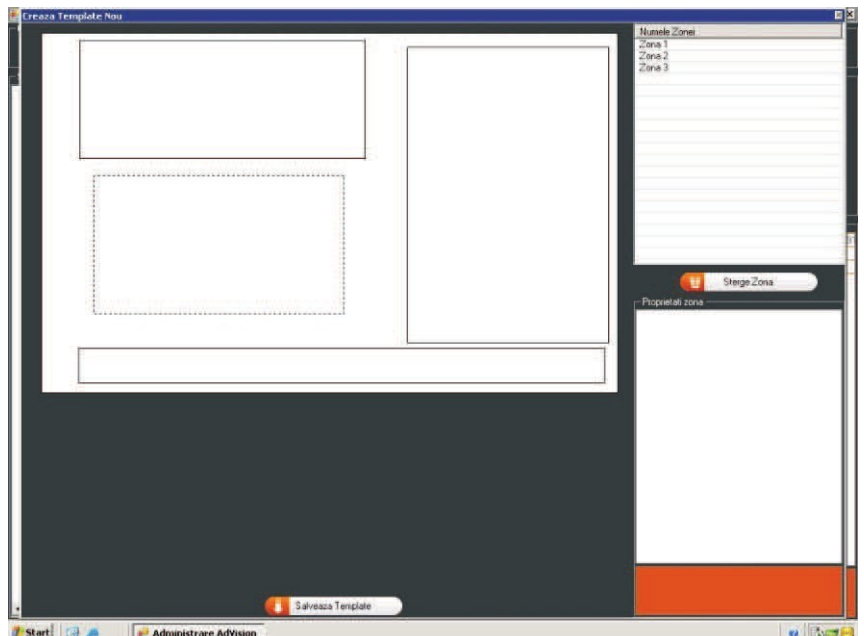 Creaza Template Nou
Numele Zonei
Zona 1
Zona 2
Zona 3
Sterge Zona
Proprietati zona
Salveaza Template
Start
Administrare AdVision